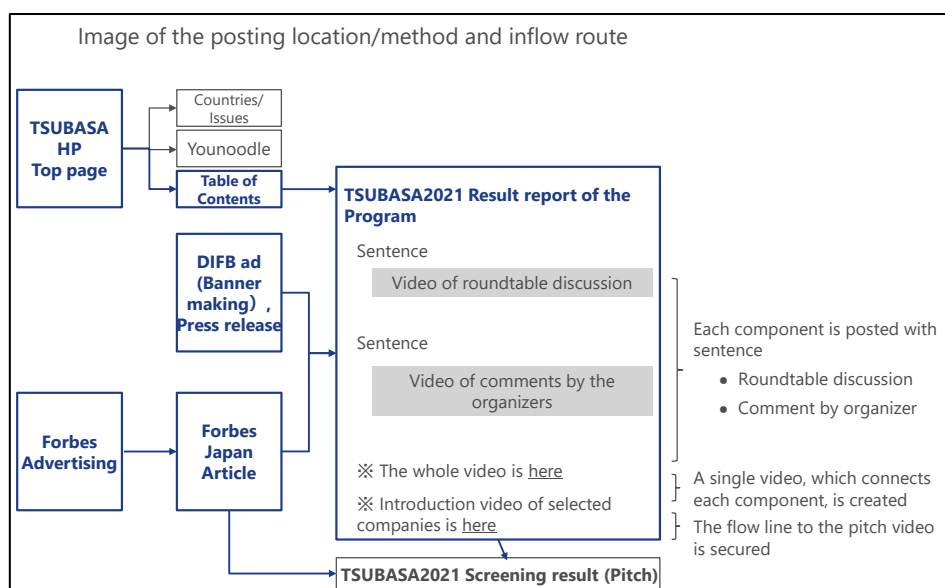 Image of the posting location/method and inflow route
TSUBASA
HP
Top page
Countries/
Issues
Younoodle
Table of
Contents
DIFB ad
(Banner
making）,
Press release
Forbes
Advertising
Forbes
Japan
Article
TSUBASA2021 Result report of the
Program
Sentence
Video of roundtable discussion
Sentence
Video of comments by the
organizers
※ The whole video is here
※ Introduction video of selected
companies is here
TSUBASA2021 Screening result (Pitch)
Each component is posted with
sentence
● Roundtable discussion
● Comment by organizer
A single video, which connects
each component, is created
The flow line to the pitch video
is secured